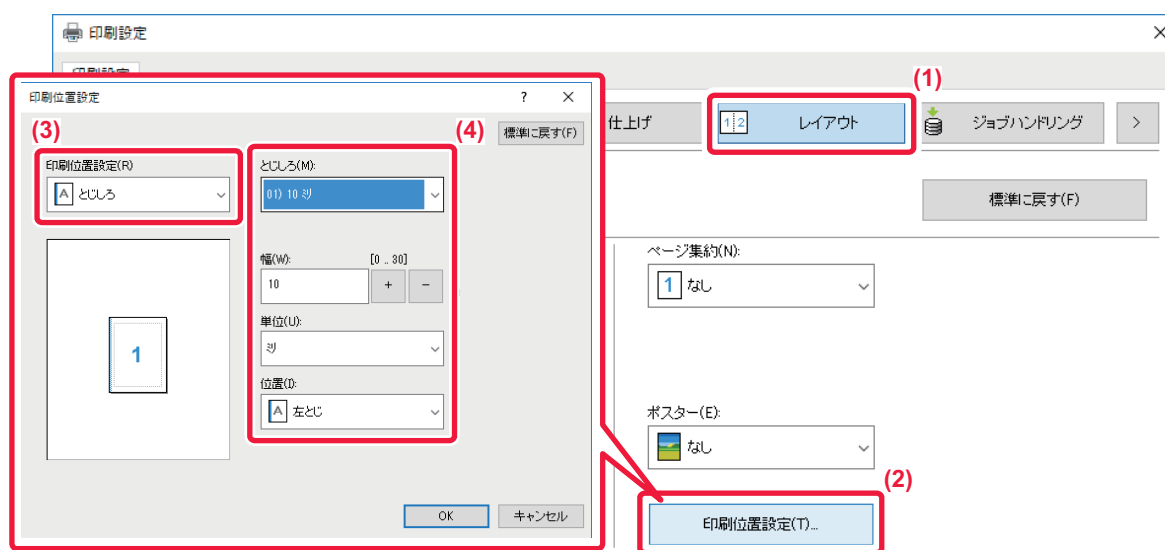 印刷設定
印刷設定
(1)
仕上げ
1 2 レイアウト
ジョブハンドリング
>
標準に戻す(F)
ページ集約(N):
1 なし
ポスター(E):
なし
(2)
印刷位置設定(T)...
印刷位置設定
?
(3)
(4)
標準に戻す(F)
印刷位置設定(R)
A とじしろ
1
とじしろ(M):
01) 10 ミリ
幅(W): [0 .. 30]
10 + -
単位(U):
ミリ
位置(I):
A 左とじ
OK キャンセル